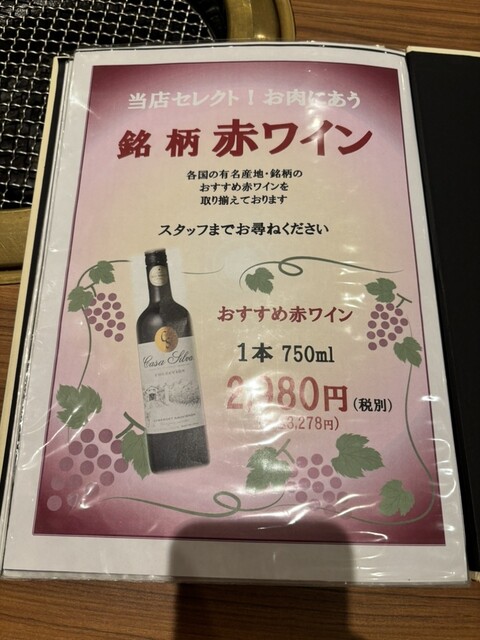 当店セレクト！お肉にあう
銘柄 赤ワイン
各国の有名産地・銘柄の
おすすめ赤ワインを
取り揃えております
スタッフまでお尋ねください
おすすめ赤ワイン
1本 750ml
2,980円(税別)
3,278円)
Casa Silva
COLECCION